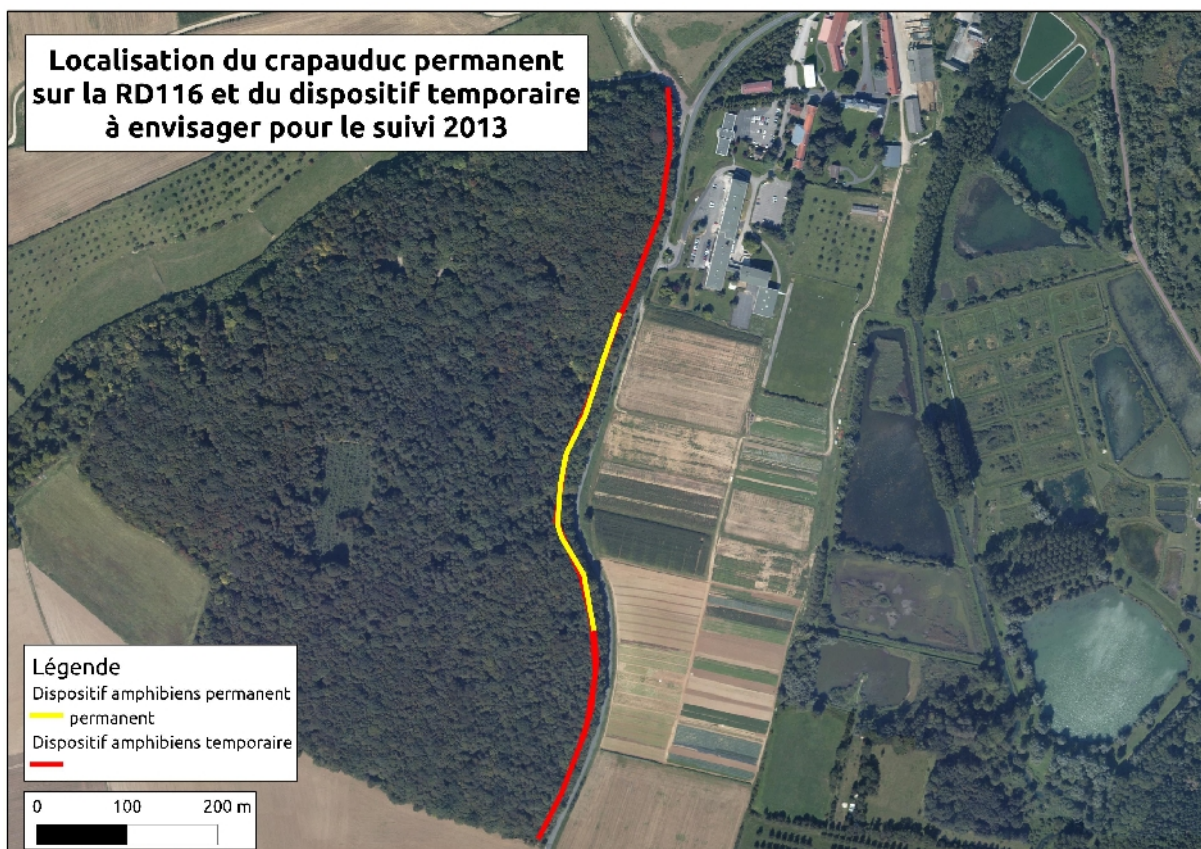 Localisation du crapauduc permanent
sur la RD116 et du dispositif temporaire
à envisager pour le suivi 2013
Légende
Dispositif amphibiens permanent
permanent
Dispositif amphibiens temporaire
0 100 200 m